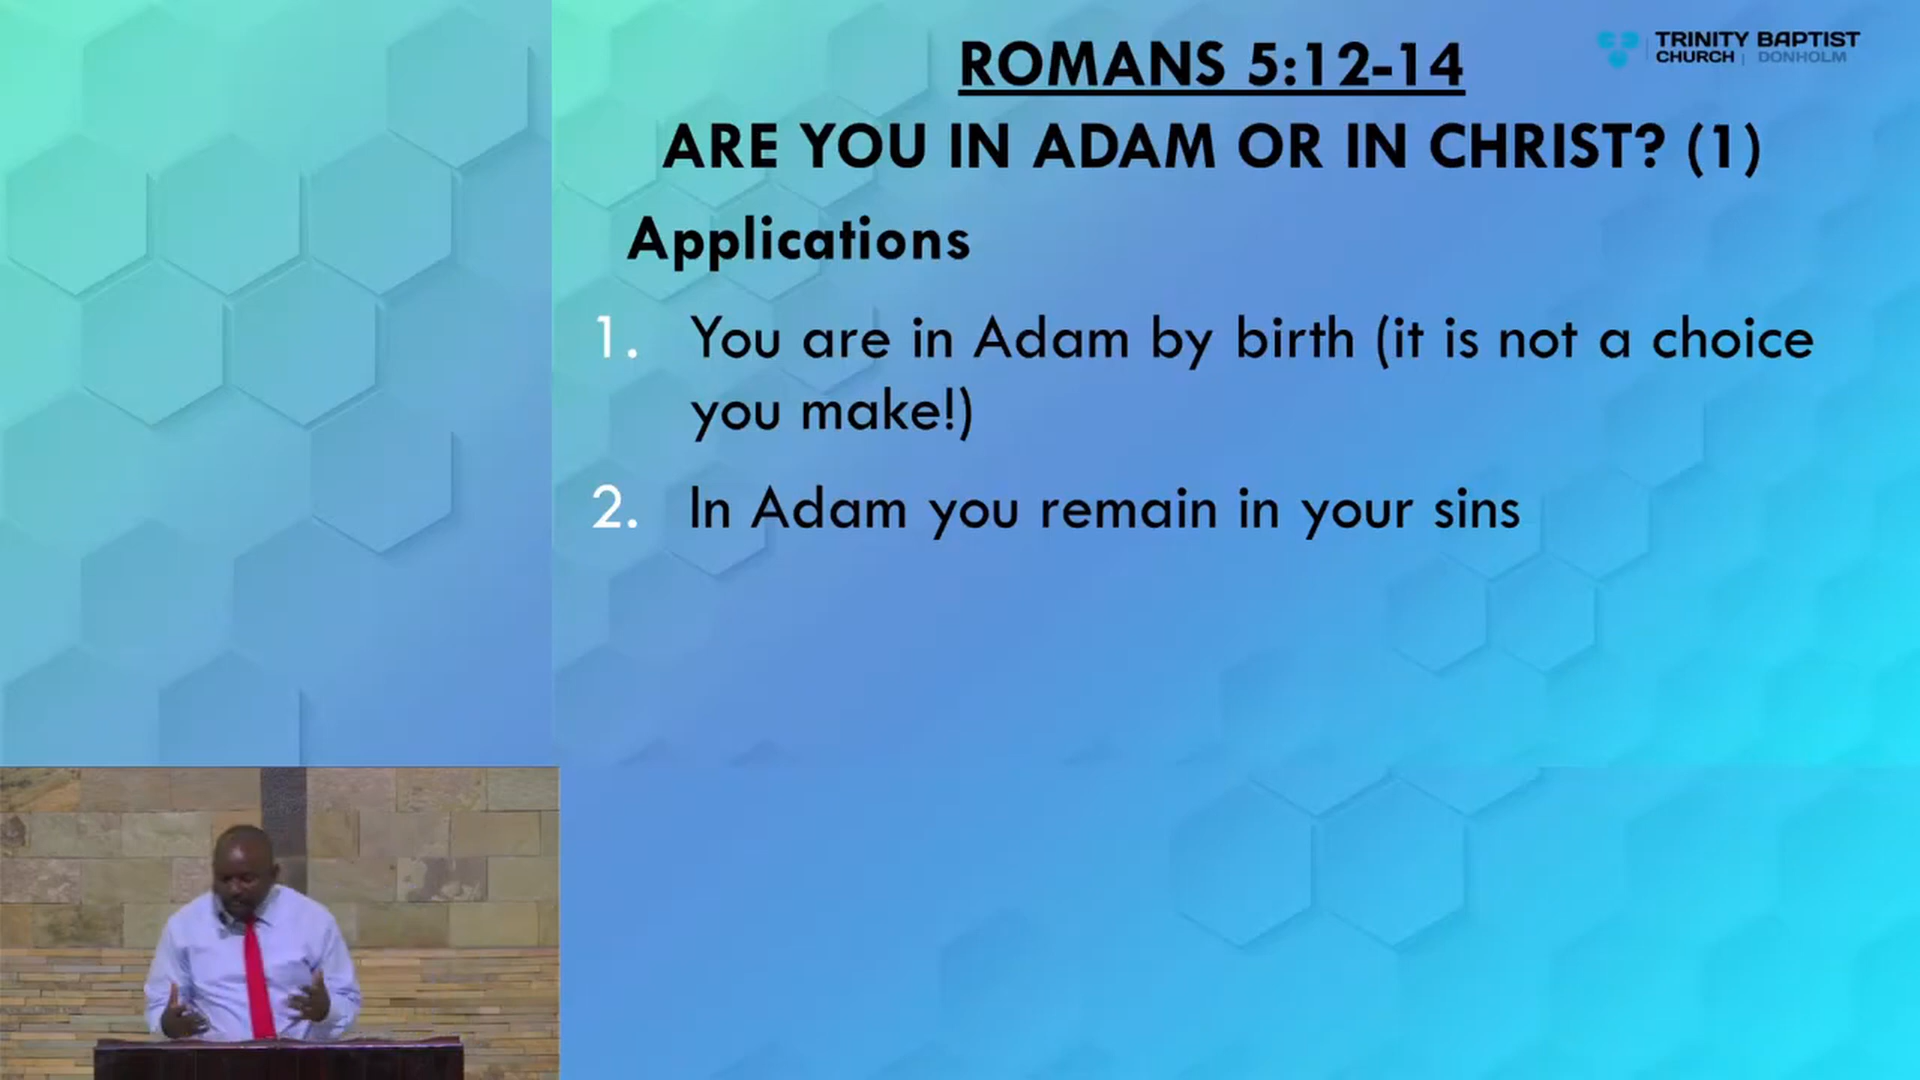 ROMANS 5:12-14
TRINITY BAPTIST
CHURCH | DONHOLM
ARE YOU IN ADAM OR IN CHRIST? (1)
Applications
1. You are in Adam by birth (it is not a choice
you make!)
2. In Adam you remain in your sins